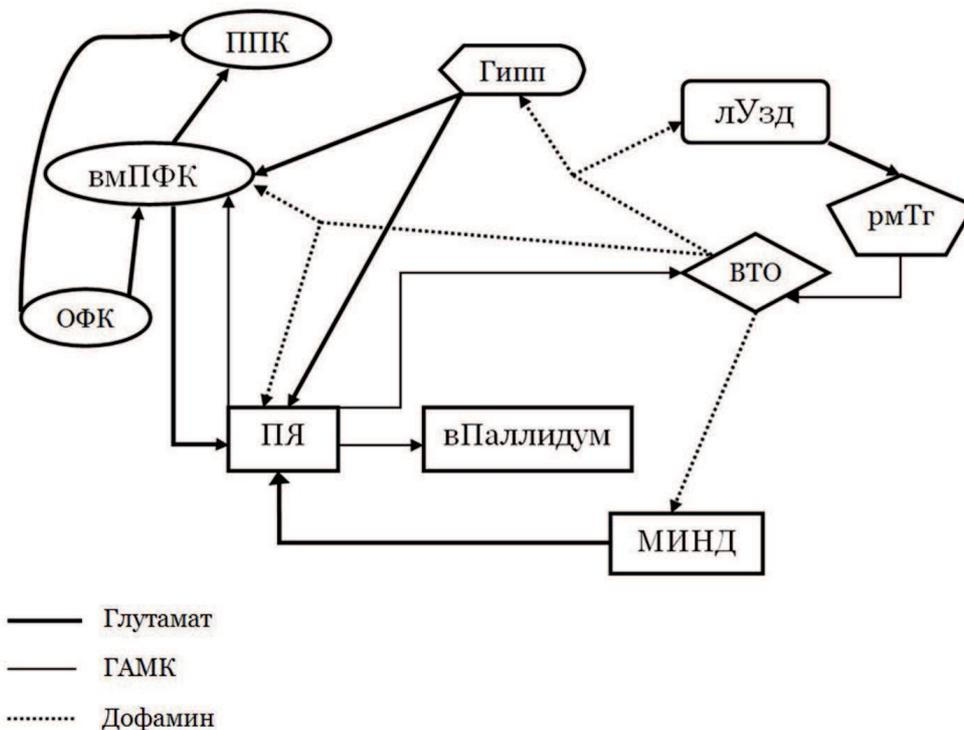 ППК
Гипп
лУзд
вмПФК
рмТг
ВТО
ОФК
ПЯ
вПаллидум
МИНД
Глутамат
ГАМК
Дофамин